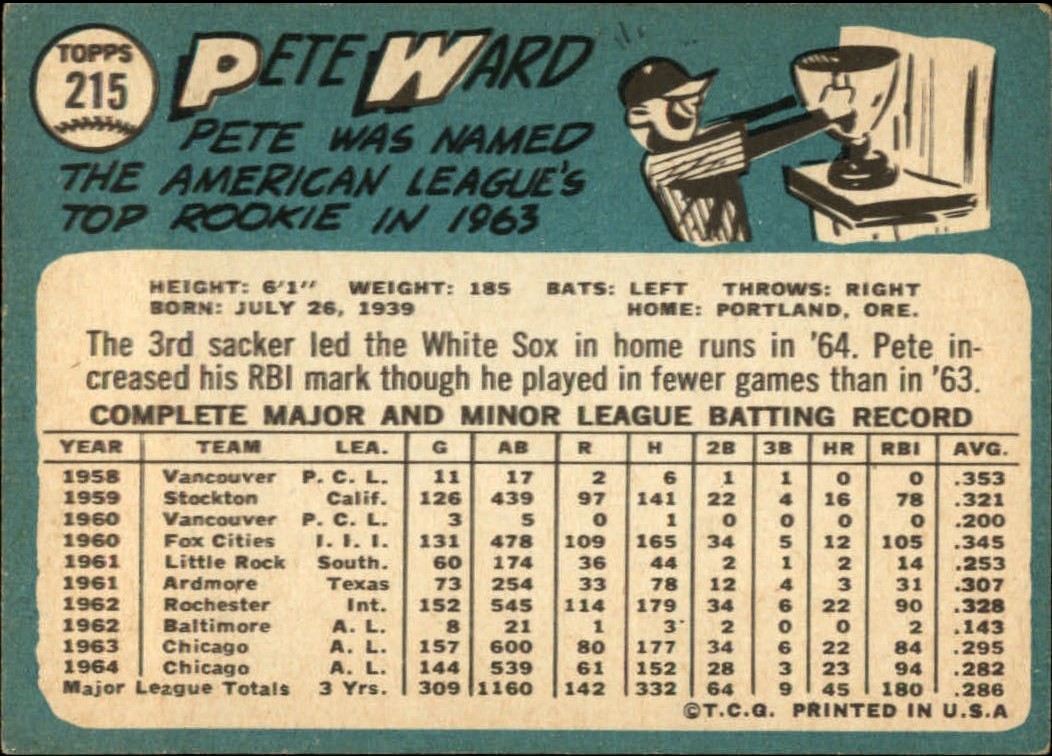 TOPPS
215
PETE WARD
PETE WAS NAMED
THE AMERICAN LEAGUE'S
TOP ROOKIE IN 1963
HEIGHT: 6'1" WEIGHT: 185 BATS: LEFT THROWS: RIGHT
BORN: JULY 26, 1939 HOME: PORTLAND, ORE.
The 3rd sacker led the White Sox in home runs in '64. Pete in-
creased his RBI mark though he played in fewer games than in '63.
COMPLETE MAJOR AND MINOR LEAGUE BATTING RECORD
YEAR TEAM LEA. G AB R H 2B 3B HR RBI AVG.
1958 Vancouver P. C. L. 11 17 2 6 1 1 0 0 .353
1959 Stockton Calif. 126 439 97 141 22 4 16 78 .321
1960 Vancouver P. C. L. 3 5 0 1 0 0 0 0 .200
1960 Fox Cities I. I. I. 131 478 109 165 34 5 12 105 .345
1961 Little Rock South. 60 174 36 44 2 1 2 14 .253
1961 Ardmore Texas 73 254 33 78 12 4 3 31 .307
1962 Rochester Int. 152 545 114 179 34 6 22 90 .328
1962 Baltimore A. L. 8 21 1 3 2 0 0 2 .143
1963 Chicago A. L. 157 600 80 177 34 6 22 84 .295
1964 Chicago A. L. 144 539 61 152 28 3 23 94 .282
Major League Totals 3 Yrs. 309 1160 142 332 64 9 45 180 .286
©T.C.G. PRINTED IN U.S.A